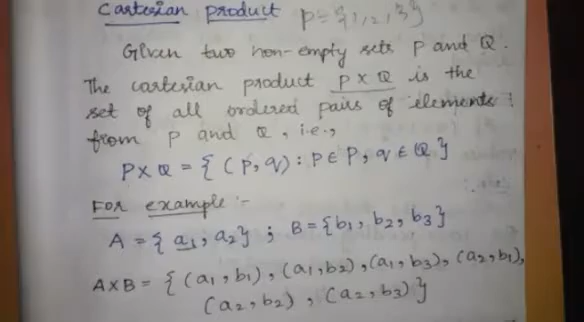 Cartesian product P={1,2,3}
Given two non-empty sets P and Q.
The cartesian product P×Q is the
set of all ordered pairs of elements
from P and Q, i.e.,
P×Q = {(p,q): p∈P, q∈Q}
For example :-
A = {a₁, a₂} ; B={b₁, b₂, b₃}
A×B = {(a₁,b₁), (a₁,b₂), (a₁,b₃), (a₂,b₁),
(a₂,b₂), (a₂,b₃)}